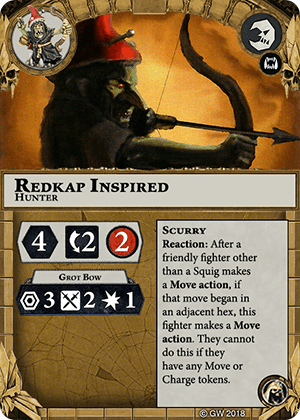 Redkap Inspired
Hunter
4 2 2
Grot Bow
3 2 1
Scurry
Reaction: After a
friendly fighter other
than a Squig makes
a Move action, if
that move began in
an adjacent hex, this
fighter makes a Move
action. They cannot
do this if they
have any Move or
Charge tokens.
© GW 2018